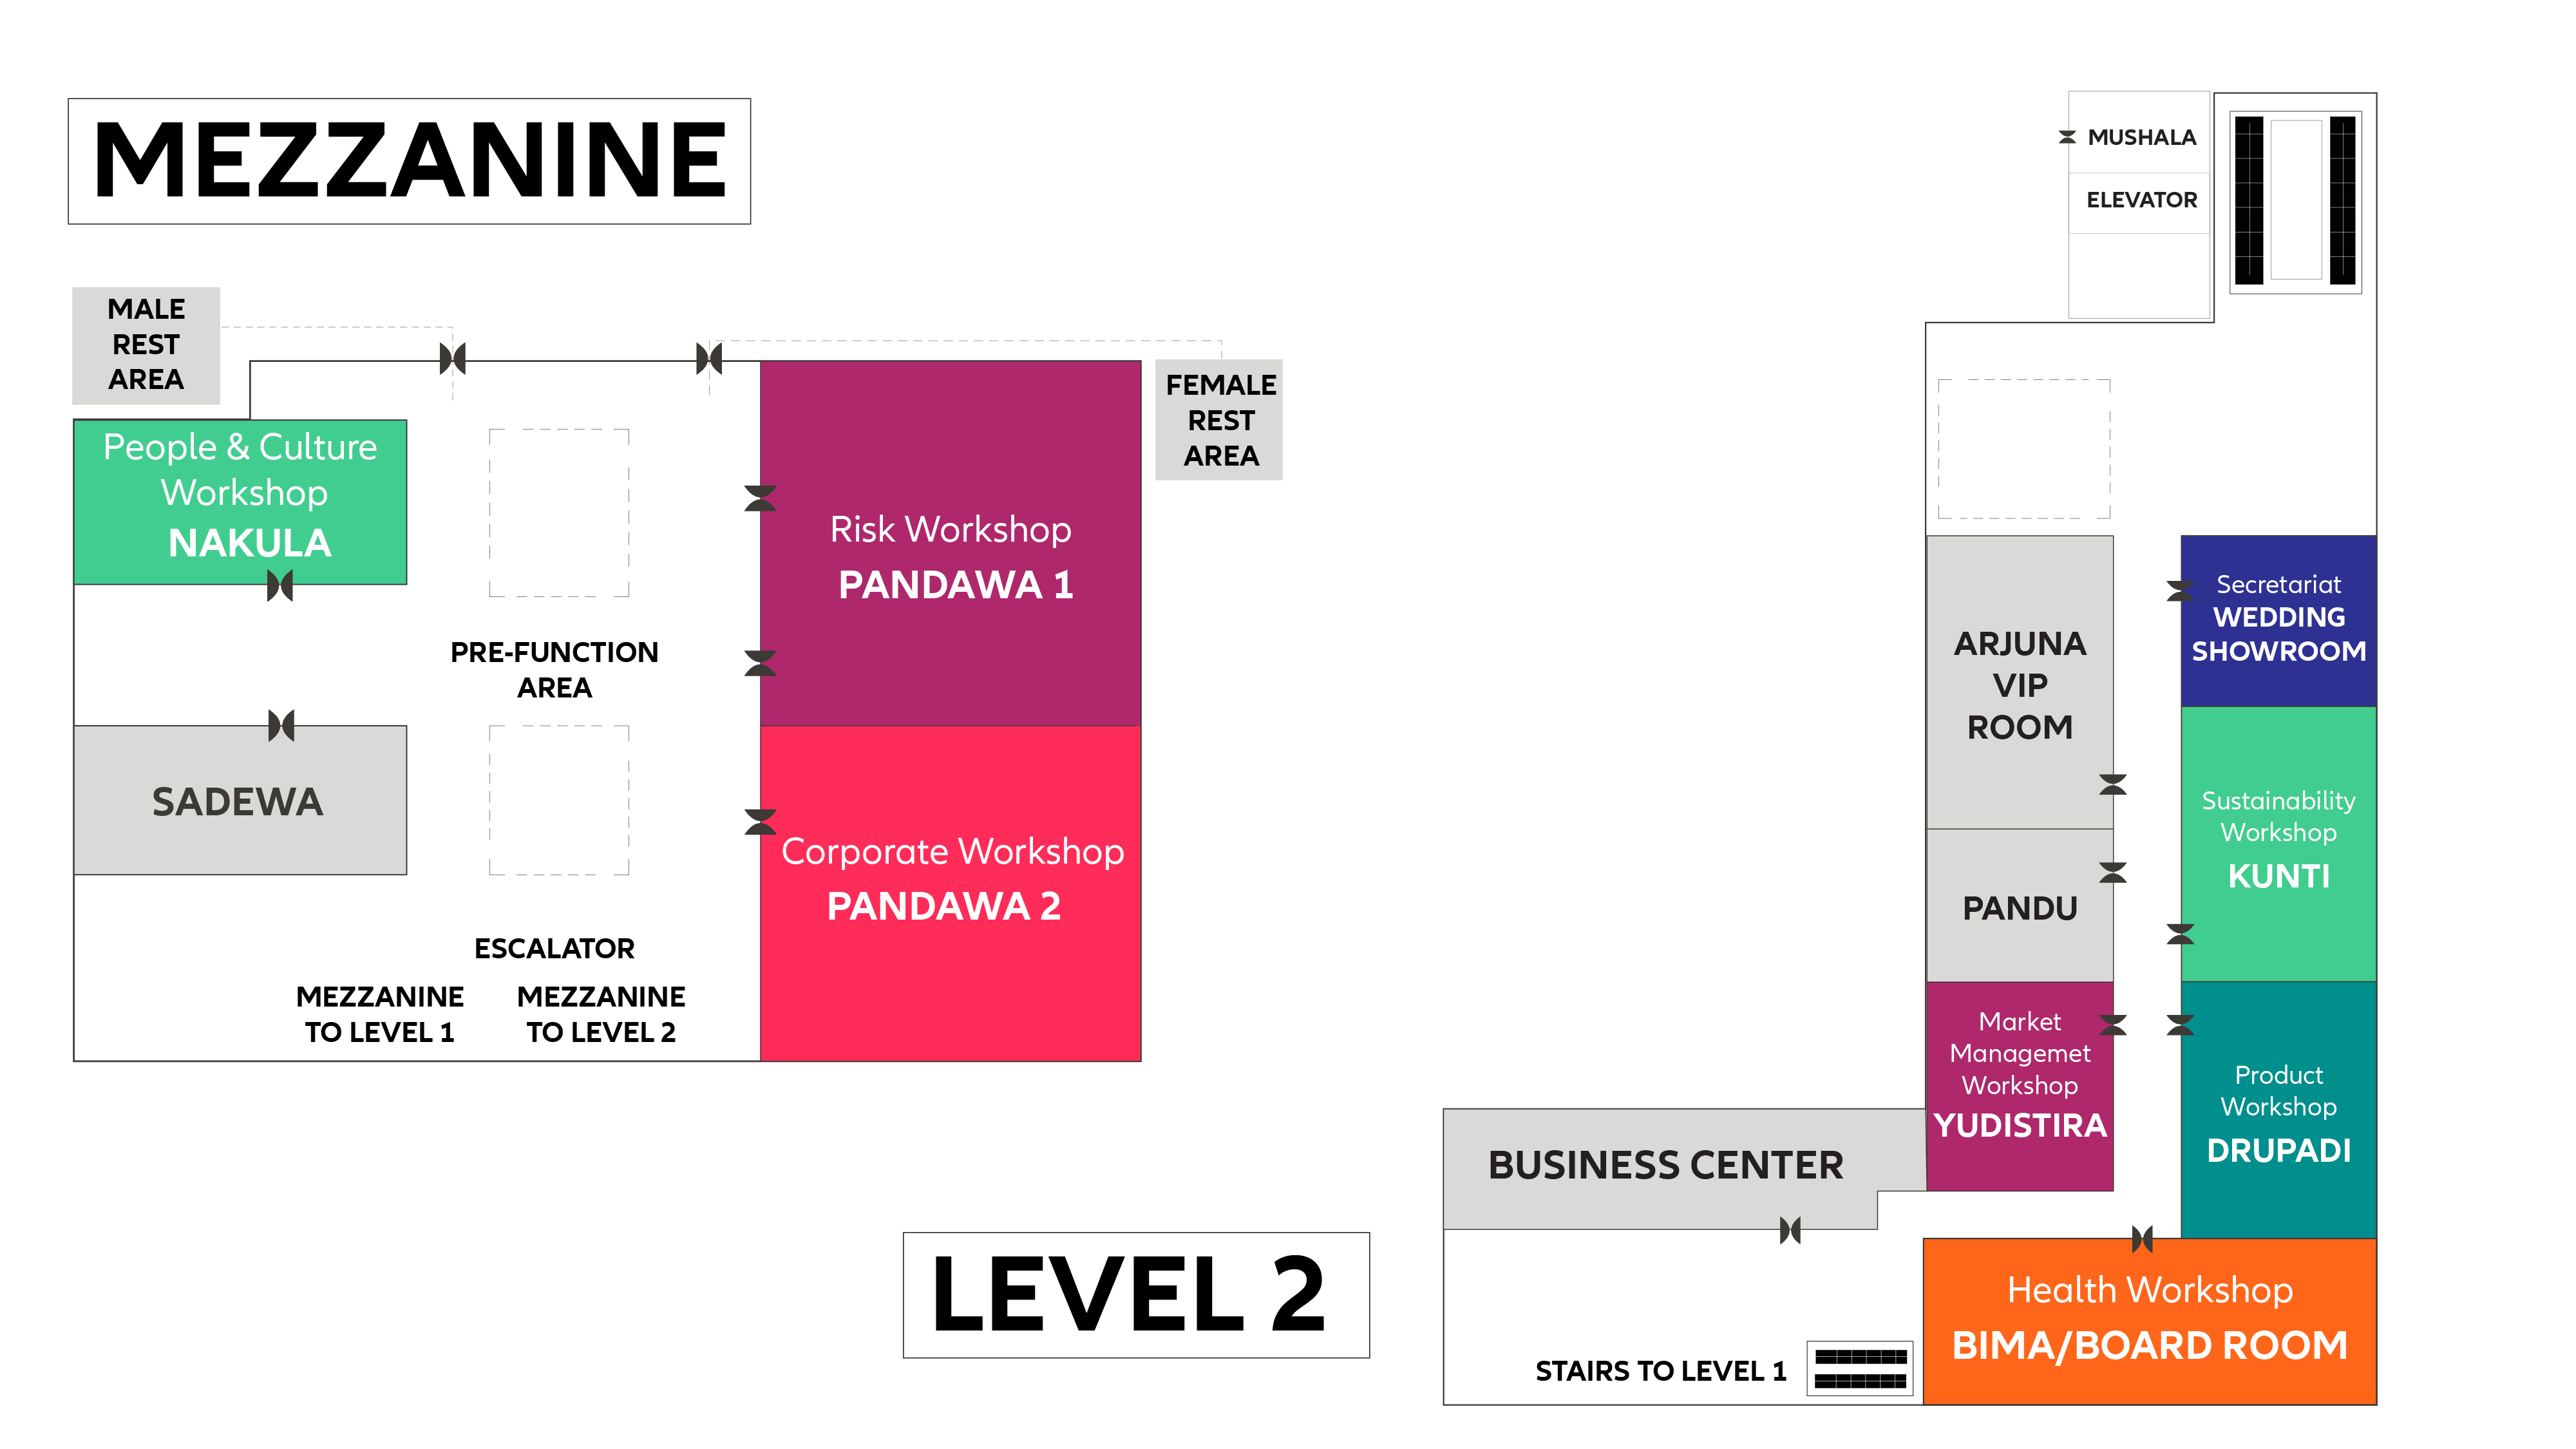 MEZZANINE
MALE
REST
AREA
FEMALE
REST
AREA
People & Culture
Workshop
NAKULA
Risk Workshop
PANDAWA 1
PRE-FUNCTION
AREA
SADEWA
Corporate Workshop
PANDAWA 2
ESCALATOR
MEZZANINE
TO LEVEL 1
MEZZANINE
TO LEVEL 2
LEVEL 2
MUSHALA
ELEVATOR
ARJUNA
VIP
ROOM
Secretariat
WEDDING
SHOWROOM
PANDU
Sustainability
Workshop
KUNTI
Market
Managemet
Workshop
YUDISTIRA
Product
Workshop
DRUPADI
BUSINESS CENTER
Health Workshop
BIMA/BOARD ROOM
STAIRS TO LEVEL 1